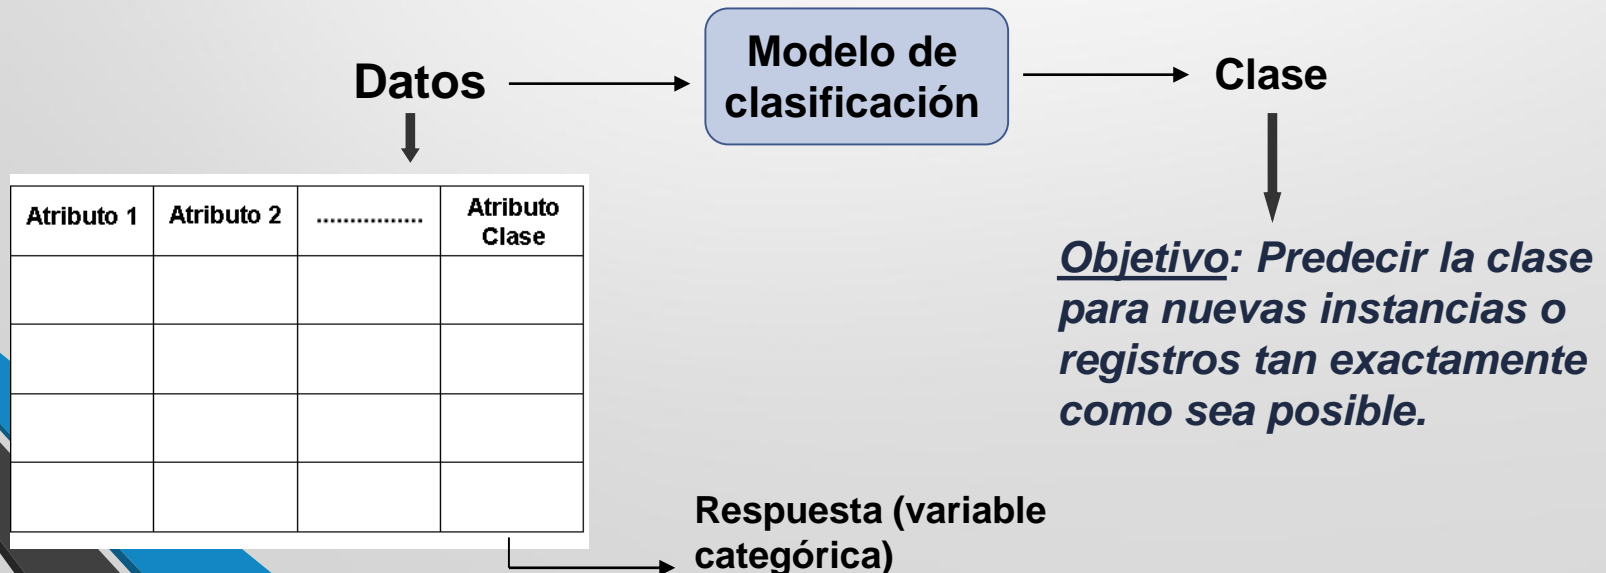 Datos
Modelo de
clasificación
Clase
Atributo 1
Atributo 2
................
Atributo
Clase
Objetivo: Predecir la clase
para nuevas instancias o
registros tan exactamente
como sea posible.
Respuesta (variable
categórica)